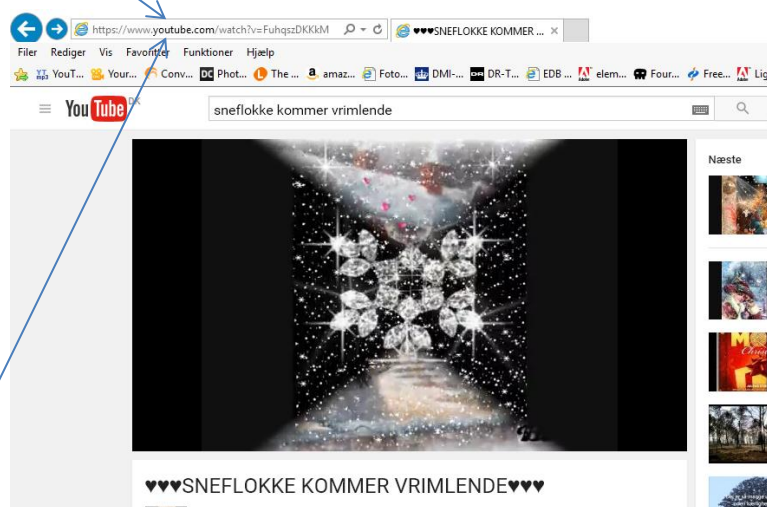 https://www.youtube.com/watch?v=FuhqszDKKkM
♥♥♥SNEFLOKKE KOMMER ...
Filer Rediger Vis Favoritter Funktioner Hjælp
YouT... Your... Conv... Phot... The ... amaz... Foto... DMI-... DR-T... EDB ... elem... Four... Free... Lig
YouTube DK
sneflokke kommer vrimlende
Næste
♥♥♥SNEFLOKKE KOMMER VRIMLENDE♥♥♥